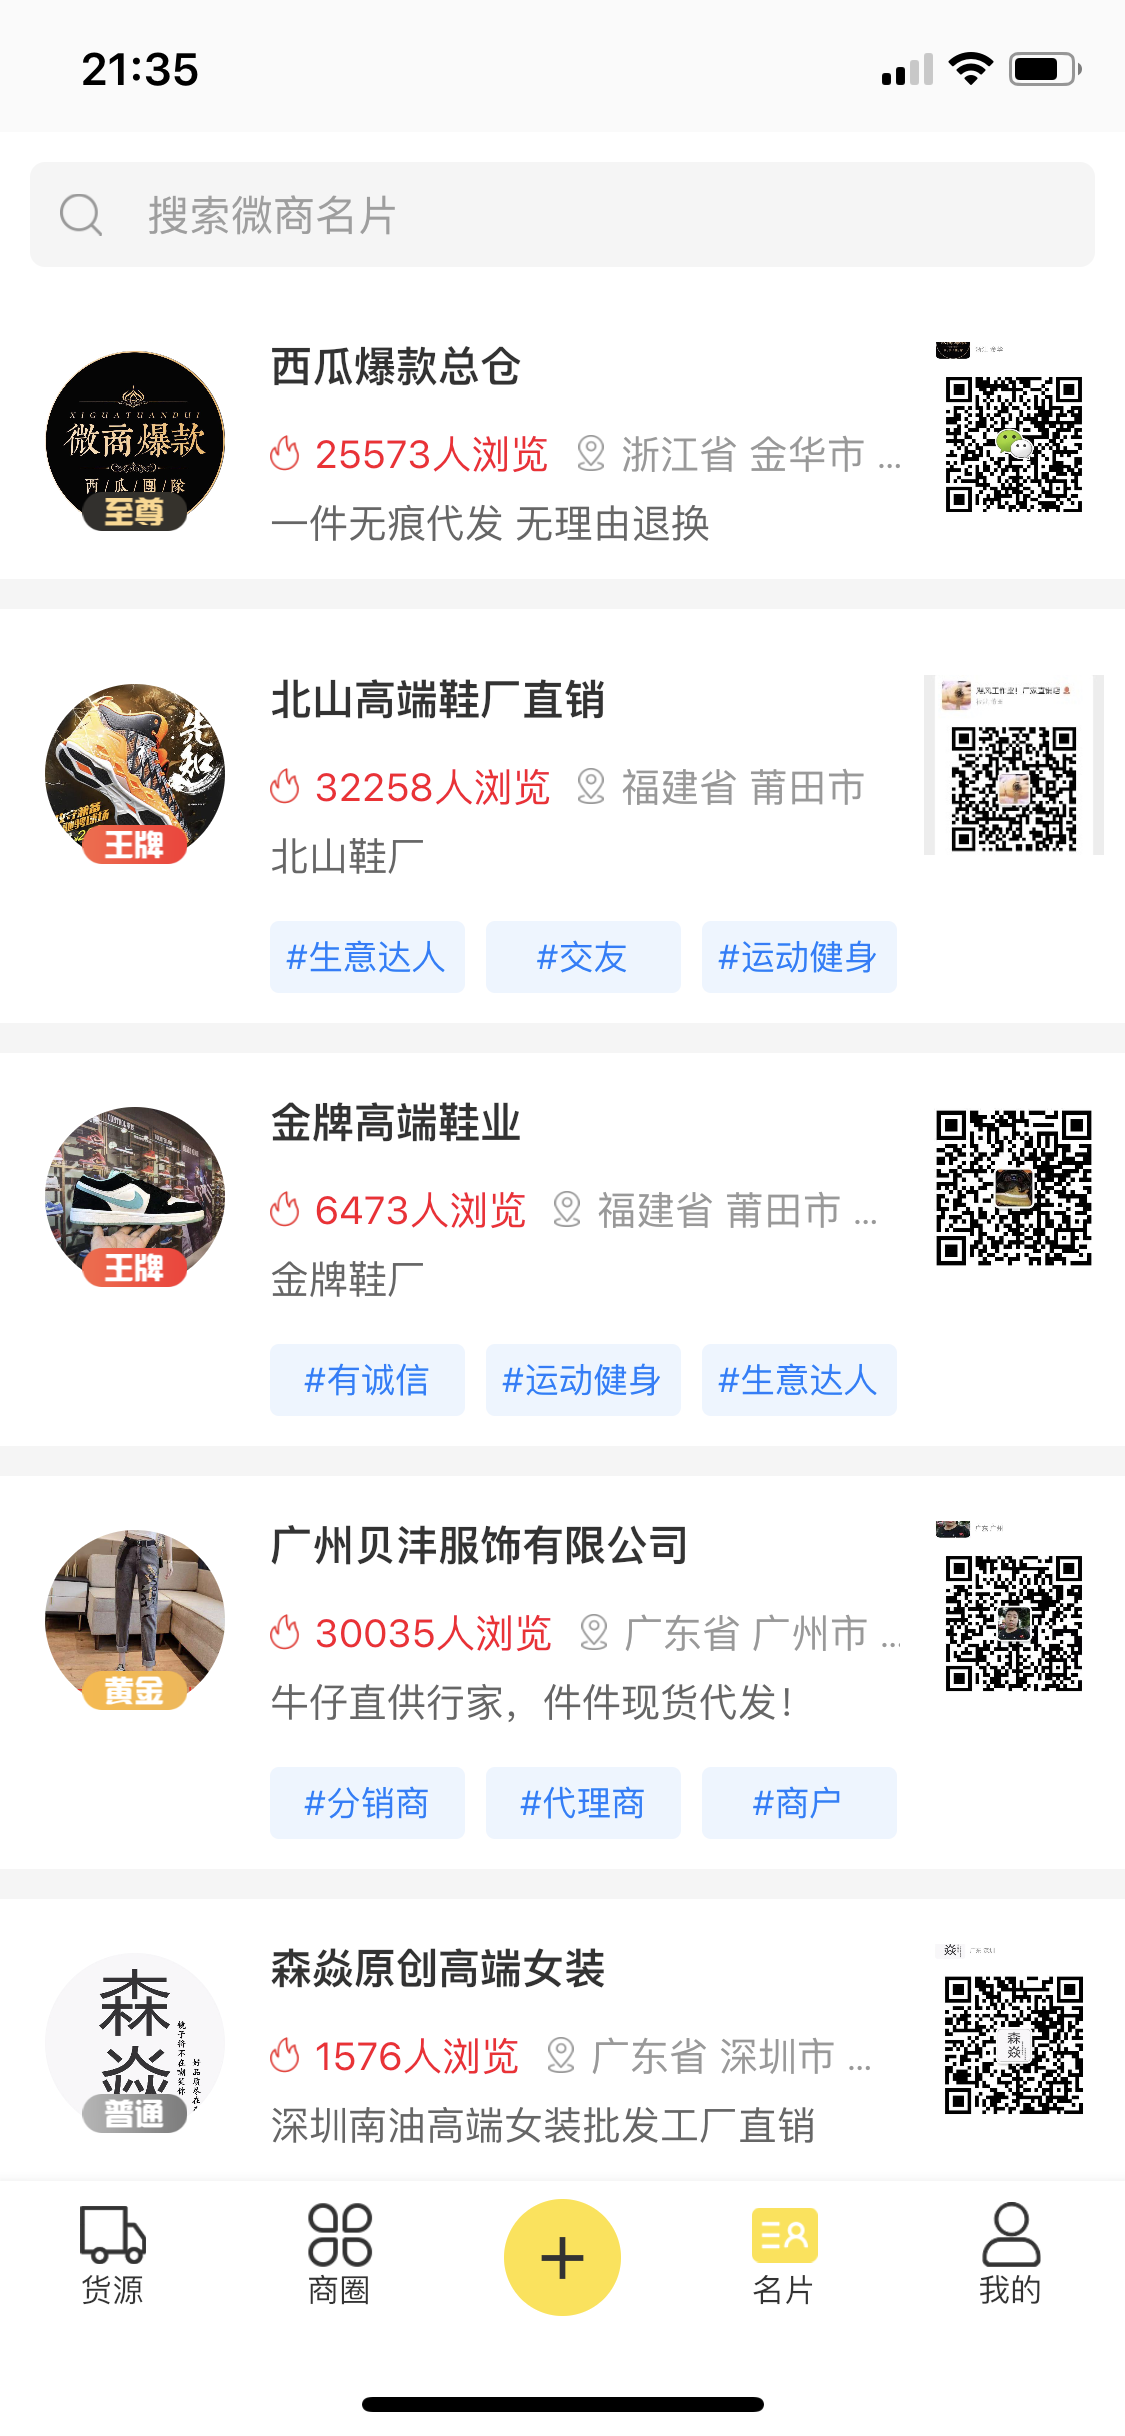 21:35
搜索微商名片
西瓜爆款总仓
XIGUATUANDUI
微商爆款
西/瓜/團/隊
至尊
25573人浏览 浙江省 金华市 ...
一件无痕代发 无理由退换
北山高端鞋厂直销
先知
王牌
32258人浏览 福建省 莆田市
北山鞋厂
#生意达人 #交友 #运动健身
金牌高端鞋业
王牌
6473人浏览 福建省 莆田市 ...
金牌鞋厂
#有诚信 #运动健身 #生意达人
广州贝沣服饰有限公司
广东 广州
黄金
30035人浏览 广东省 广州市 ...
牛仔直供行家，件件现货代发！
#分销商 #代理商 #商户
森焱原创高端女装
森焱
普通
1576人浏览 广东省 深圳市 ...
森焱
深圳南油高端女装批发工厂直销
货源 商圈 名片 我的